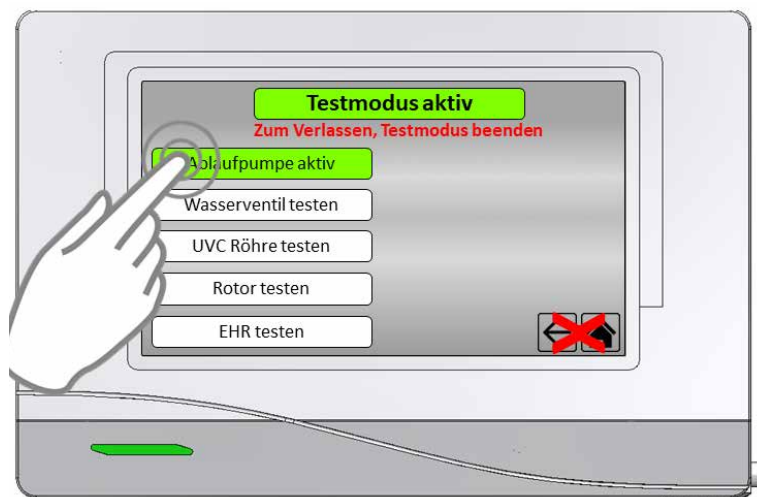 Testmodus aktiv
Zum Verlassen, Testmodus beenden
Ablaufpumpe aktiv
Wasserventil testen
UVC Röhre testen
Rotor testen
EHR testen